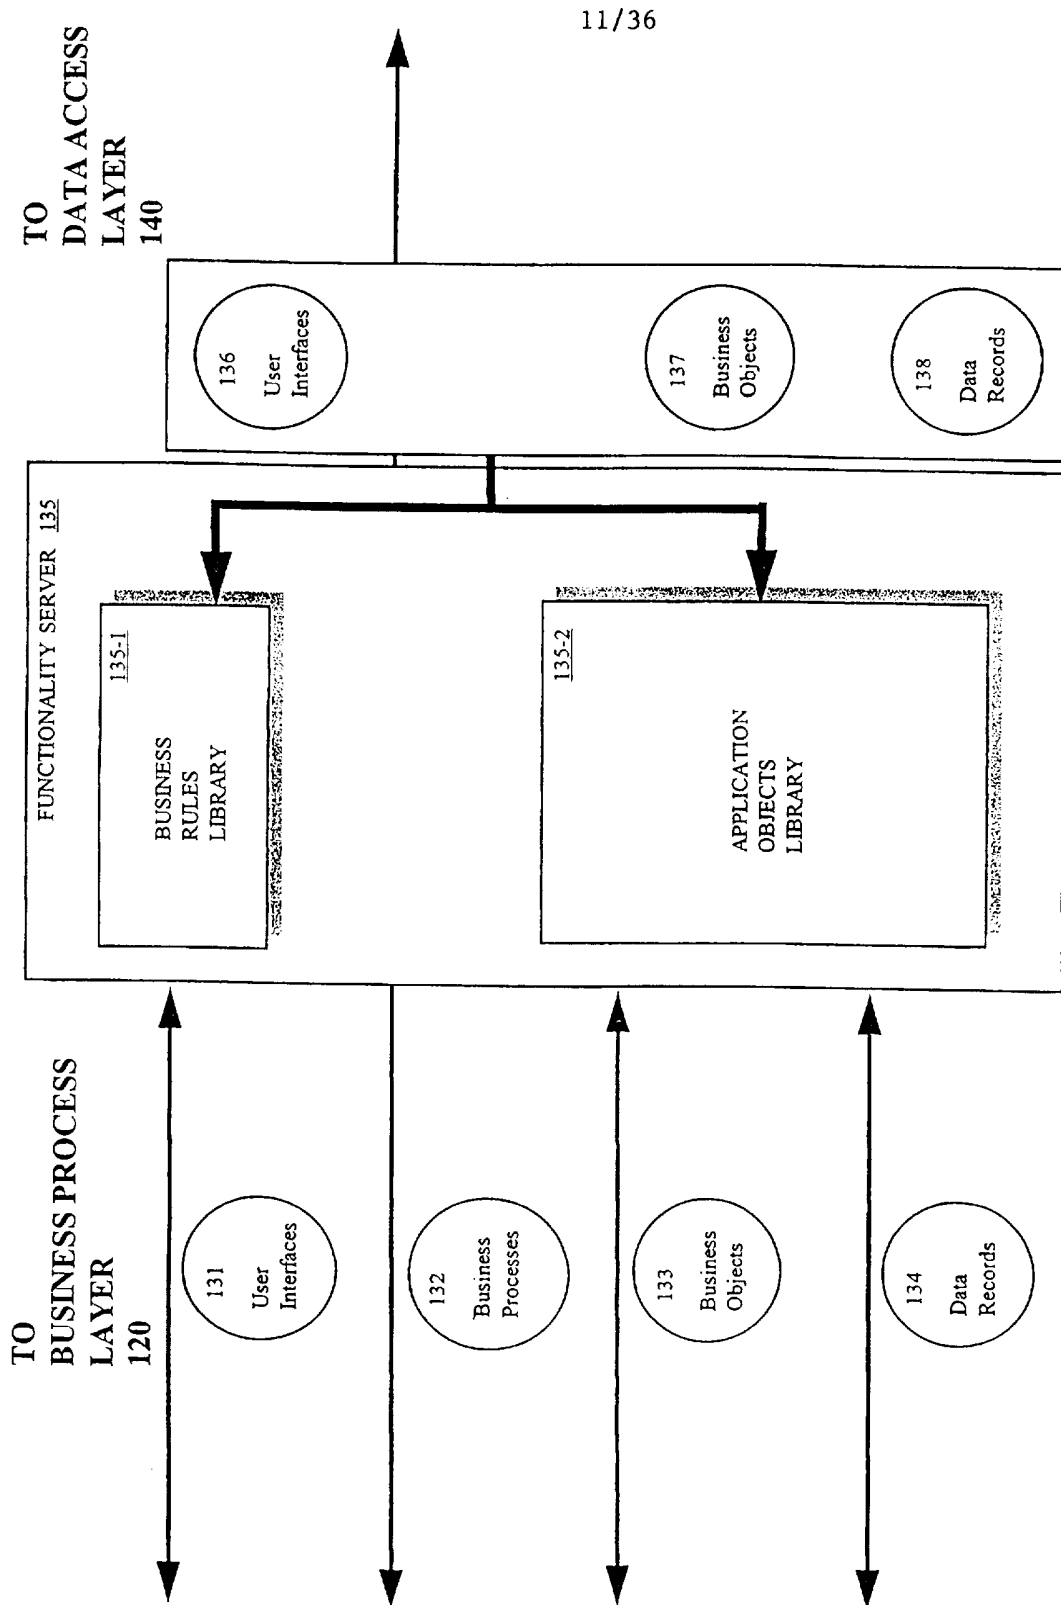 11/36
TO
DATA ACCESS
LAYER
140
136
User
Interfaces
137
Business
Objects
138
Data
Records
FUNCTIONALITY SERVER 135
135-1
BUSINESS
RULES
LIBRARY
135-2
APPLICATION
OBJECTS
LIBRARY
TO
BUSINESS PROCESS
LAYER
120
131
User
Interfaces
132
Business
Processes
133
Business
Objects
134
Data
Records